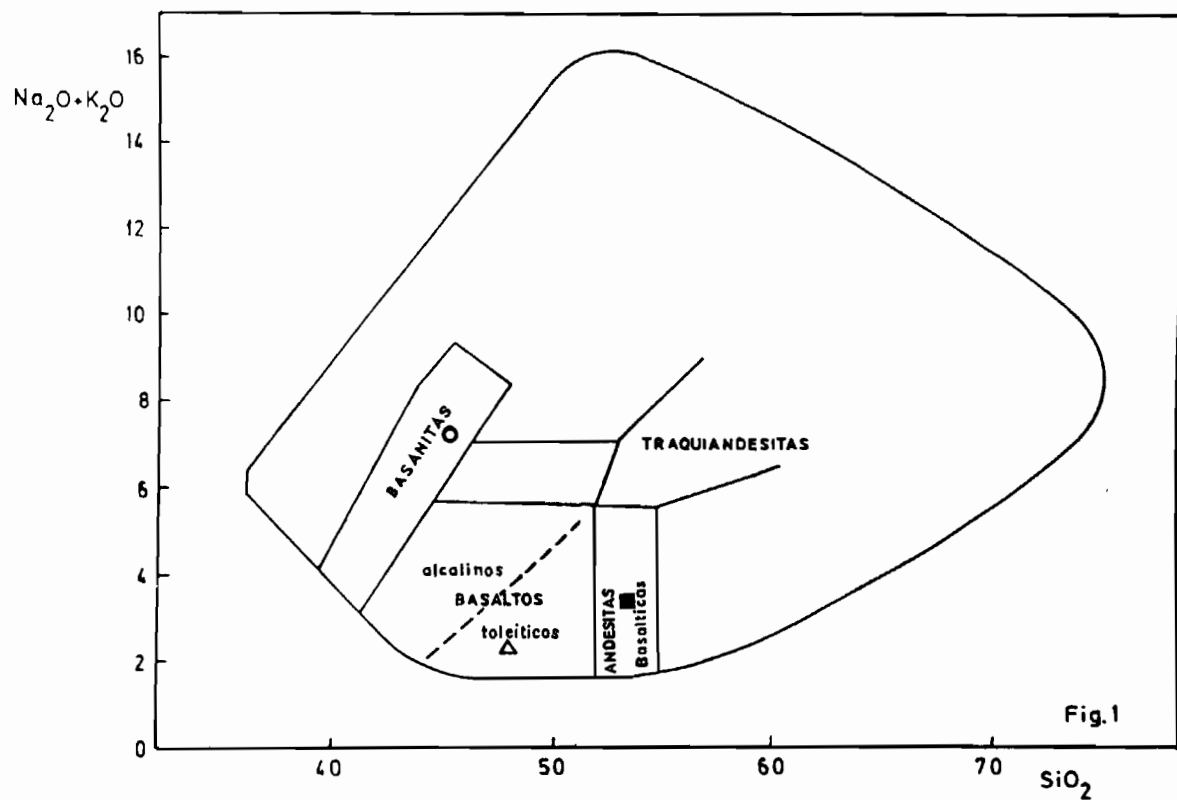 16
Na₂O+K₂O
14
12
10
8
6
4
2
0
BASANITAS
TRAQUIANDESITAS
alcalinos
BASALTOS
toleíticos
ANDESITAS
Basalticas
Fig.1
40
50
60
70
SiO₂